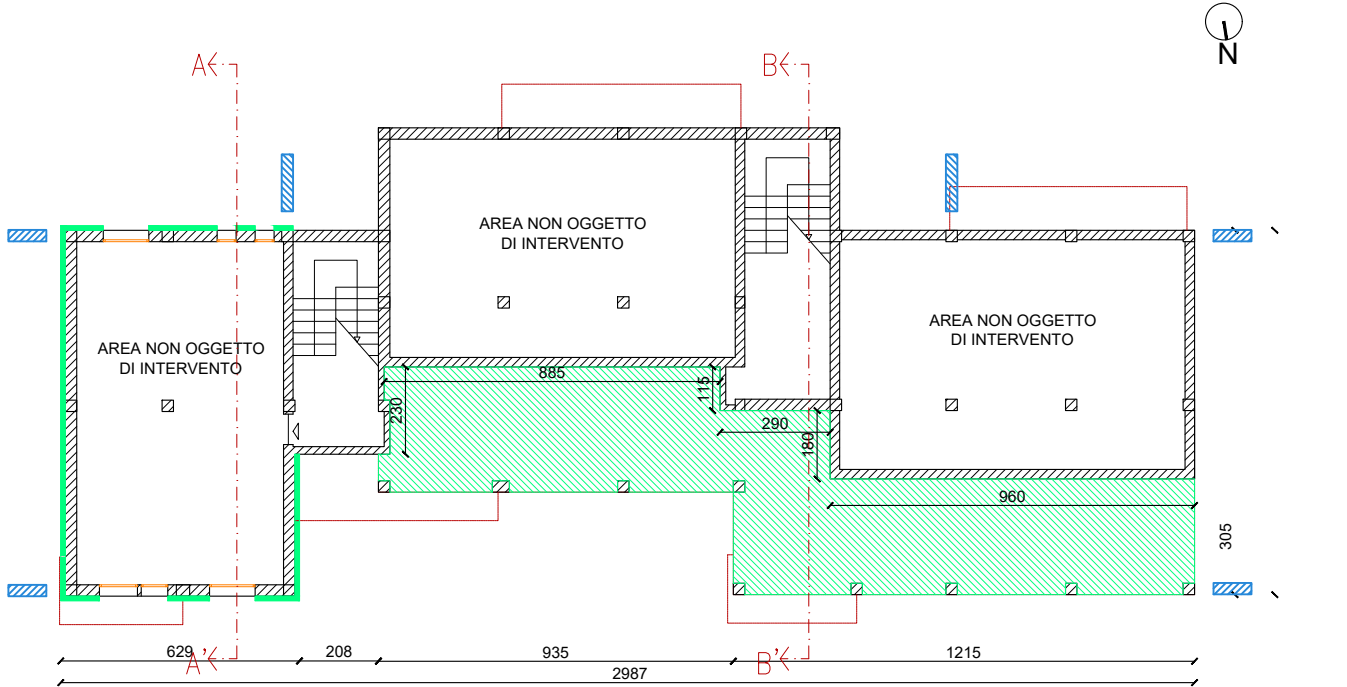 N
A
B
AREA NON OGGETTO
DI INTERVENTO
AREA NON OGGETTO
DI INTERVENTO
AREA NON OGGETTO
DI INTERVENTO
885
115
230
290
180
960
305
629
A'
208
935
B'
1215
2987